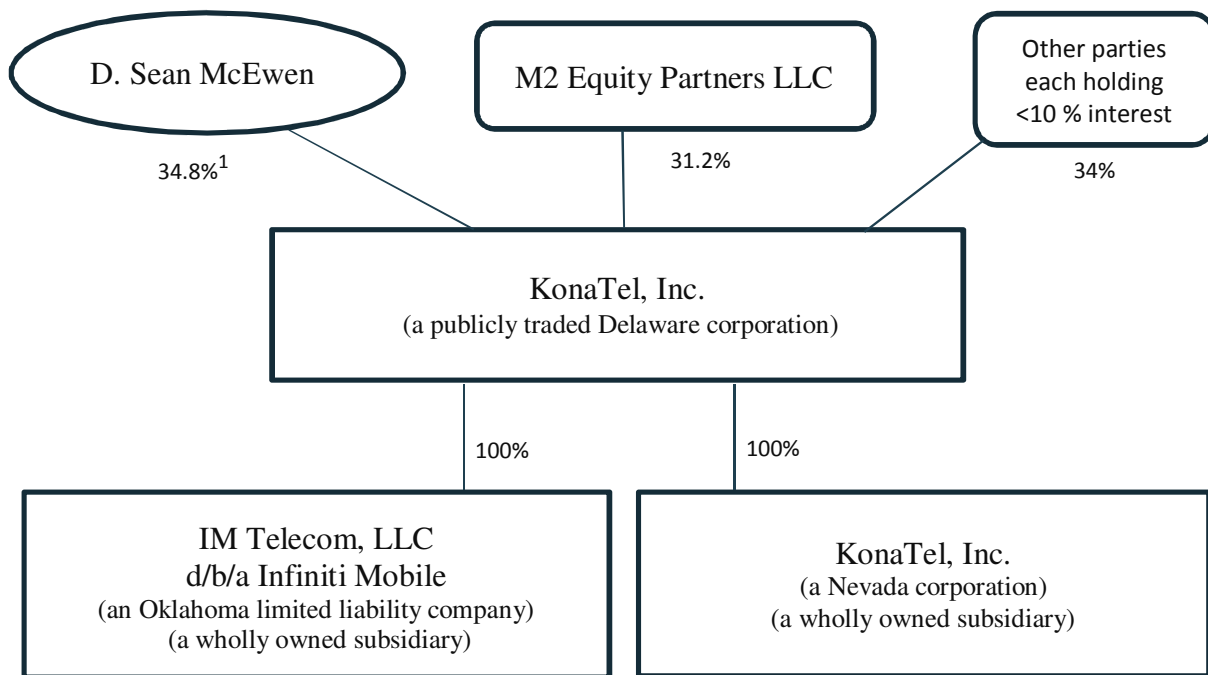 D. Sean McEwen
M2 Equity Partners LLC
Other parties
each holding
<10 % interest
34.8%1
31.2%
34%
KonaTel, Inc.
(a publicly traded Delaware corporation)
100%
100%
IM Telecom, LLC
d/b/a Infiniti Mobile
(an Oklahoma limited liability company)
(a wholly owned subsidiary)
KonaTel, Inc.
(a Nevada corporation)
(a wholly owned subsidiary)